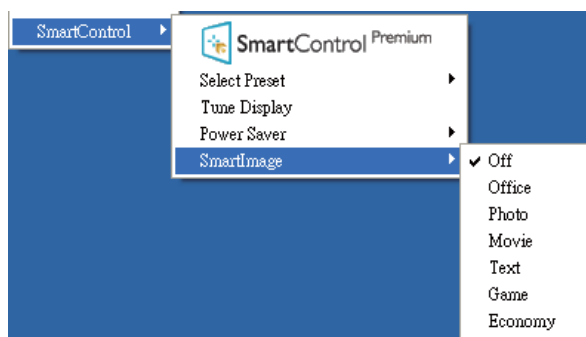 SmartControl
SmartControl Premium
Select Preset
Tune Display
Power Saver
SmartImage
Off
Office
Photo
Movie
Text
Game
Economy